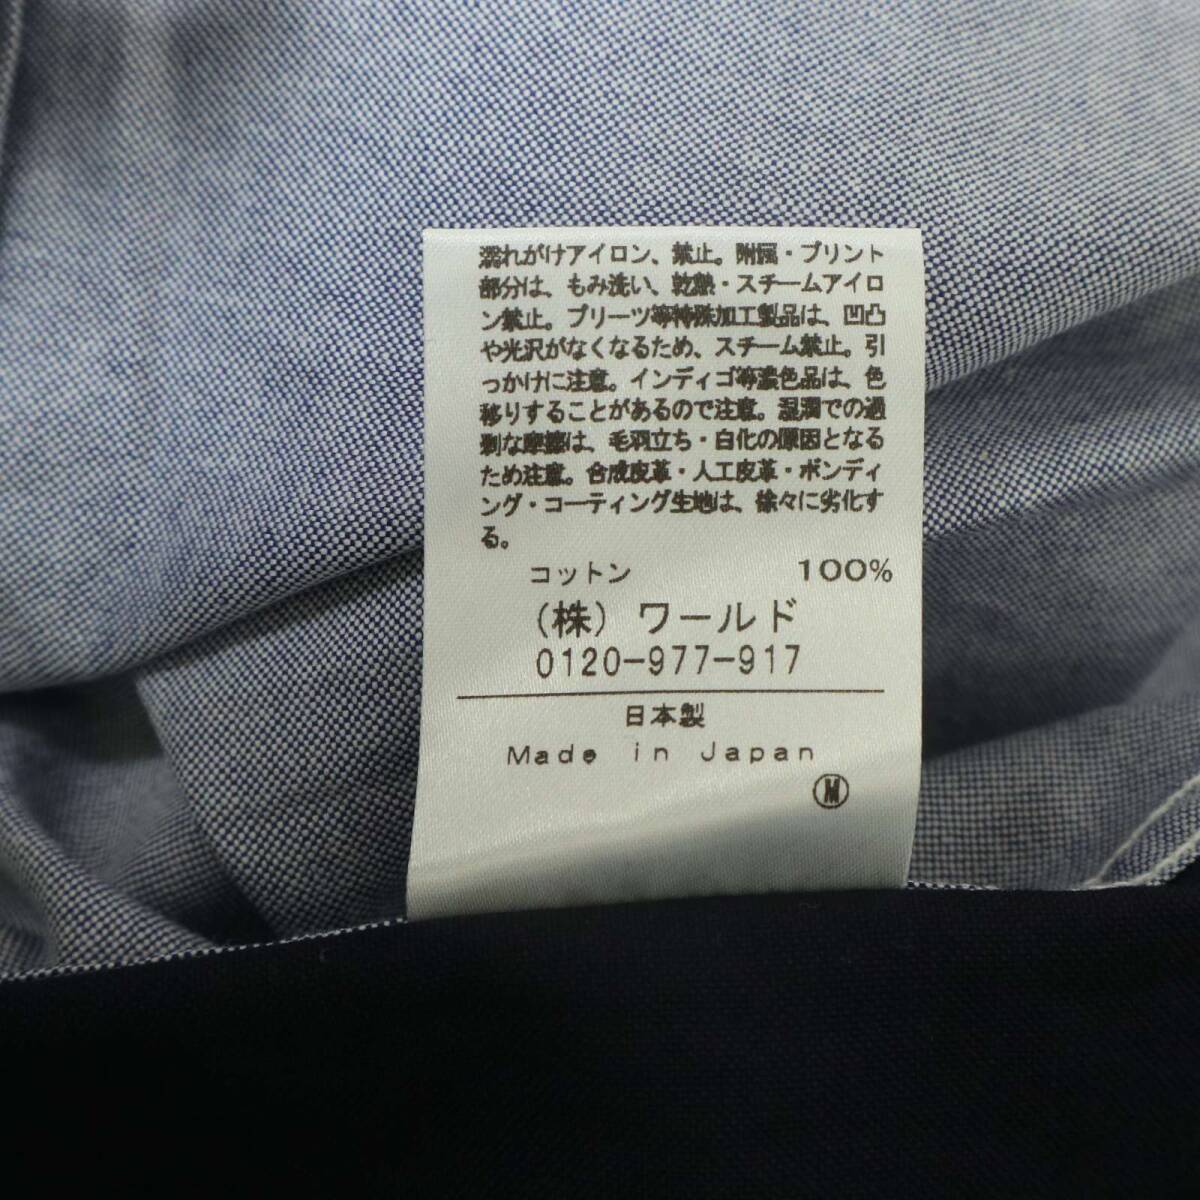 濡れがけアイロン、禁止。附属・プリント
部分は、もみ洗い、乾熱・スチームアイロ
ン禁止。プリーツ等特殊加工製品は、凹凸
や光沢がなくなるため、スチーム禁止。引
っかけに注意。インディゴ等濃色品は、色
移りすることがあるので注意。湿潤での過
剰な摩擦は、毛羽立ち・白化の原因となる
ため注意。合成皮革・人工皮革・ボンディ
ング・コーティング生地は、徐々に劣化す
る。
コットン 100%
(株) ワールド
0120-977-917
日本製
Made in Japan
Ⓜ